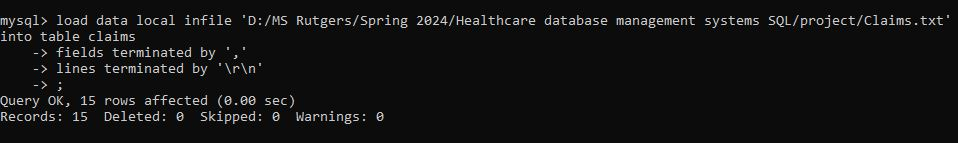 mysql> load data local infile 'D:/MS Rutgers/Spring 2024/Healthcare database management systems SQL/project/Claims.txt'
into table claims
    -> fields terminated by ','
    -> lines terminated by '\r\n'
    -> ;
Query OK, 15 rows affected (0.00 sec)
Records: 15  Deleted: 0  Skipped: 0  Warnings: 0